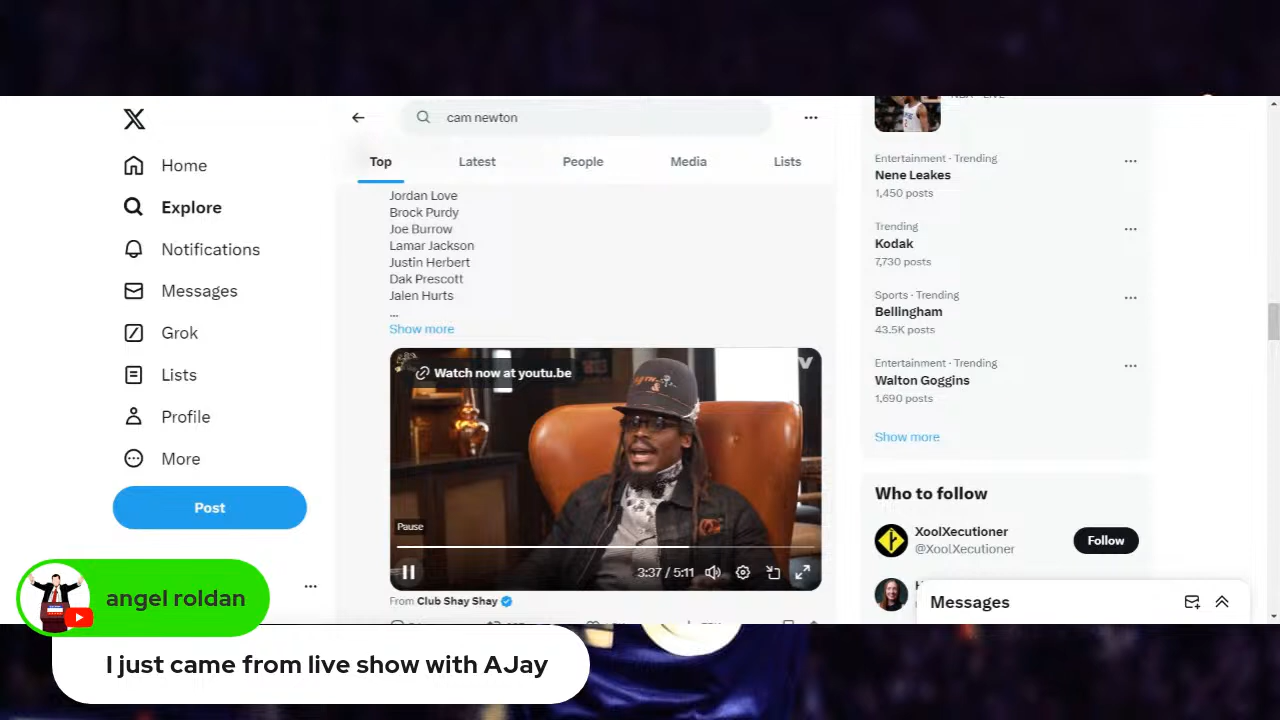 cam newton
Home
Explore
Notifications
Messages
Grok
Lists
Profile
More
Post
Top
Latest
People
Media
Lists
Jordan Love
Brock Purdy
Joe Burrow
Lamar Jackson
Justin Herbert
Dak Prescott
Jalen Hurts
...
Show more
Watch now at youtu.be
Pause
3:37 / 5:11
From Club Shay Shay
Entertainment · Trending
Nene Leakes
1,450 posts
Trending
Kodak
7,730 posts
Sports · Trending
Bellingham
43.5K posts
Entertainment · Trending
Walton Goggins
1,690 posts
Show more
Who to follow
XoolXecutioner
@XoolXecutioner
Follow
Messages
angel roldan
I just came from live show with AJay